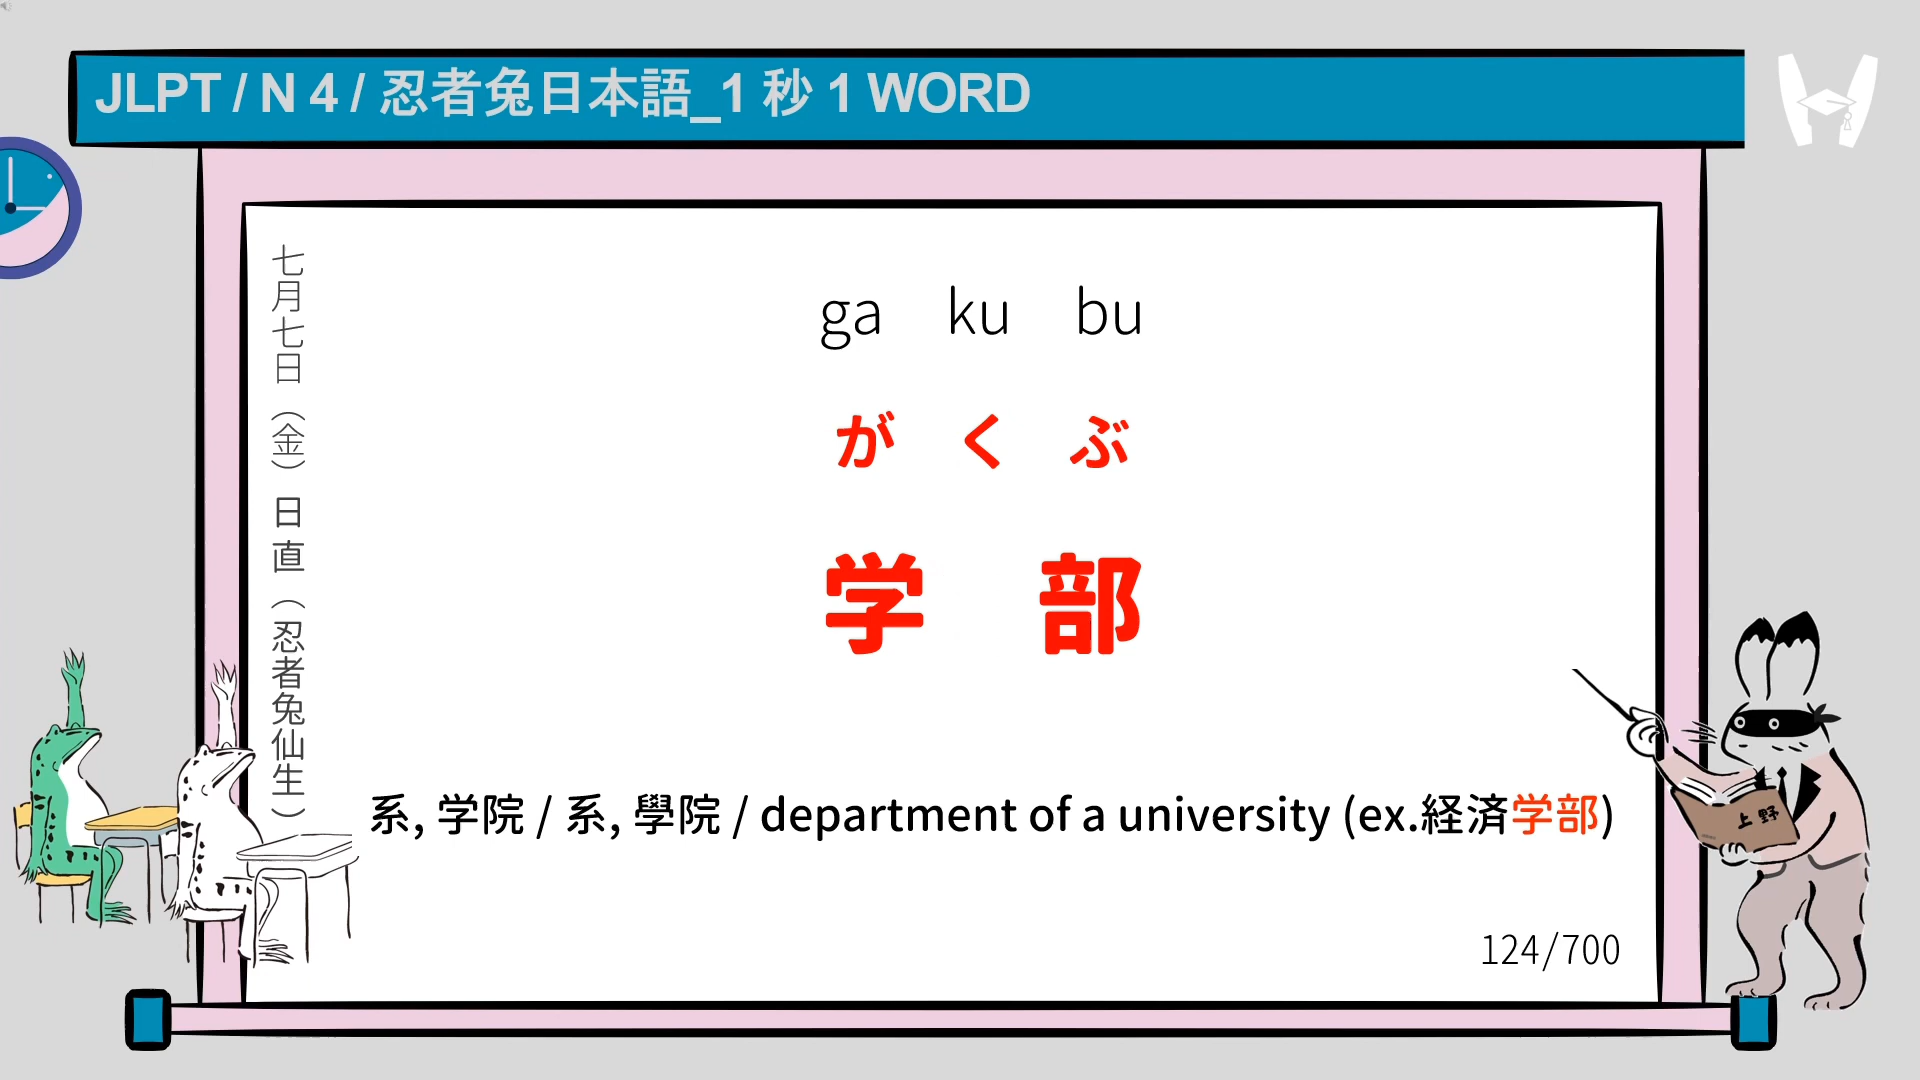 JLPT / N 4 / 忍者兔日本語_1 秒 1 WORD
七月七日（金）日直（忍者兔仙生）
ga ku bu
が く ぶ
学 部
系, 学院 / 系, 學院 / department of a university (ex.経済学部)
上野
124/700